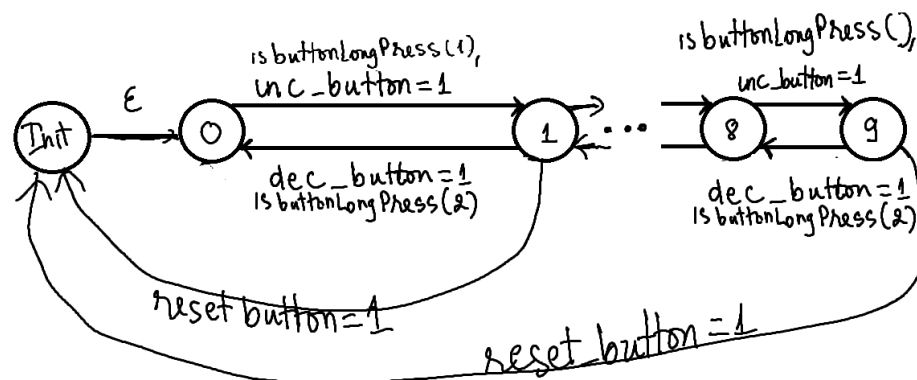 isbuttonLongPress(1),
inc_button=1
isbuttonLongPress(),
inc_button=1
ε
Init
0
1
...
8
9
dec_button=1
isbuttonLongPress(2)
dec_button=1
isbuttonLongPress(2)
reset button=1
reset_button=1